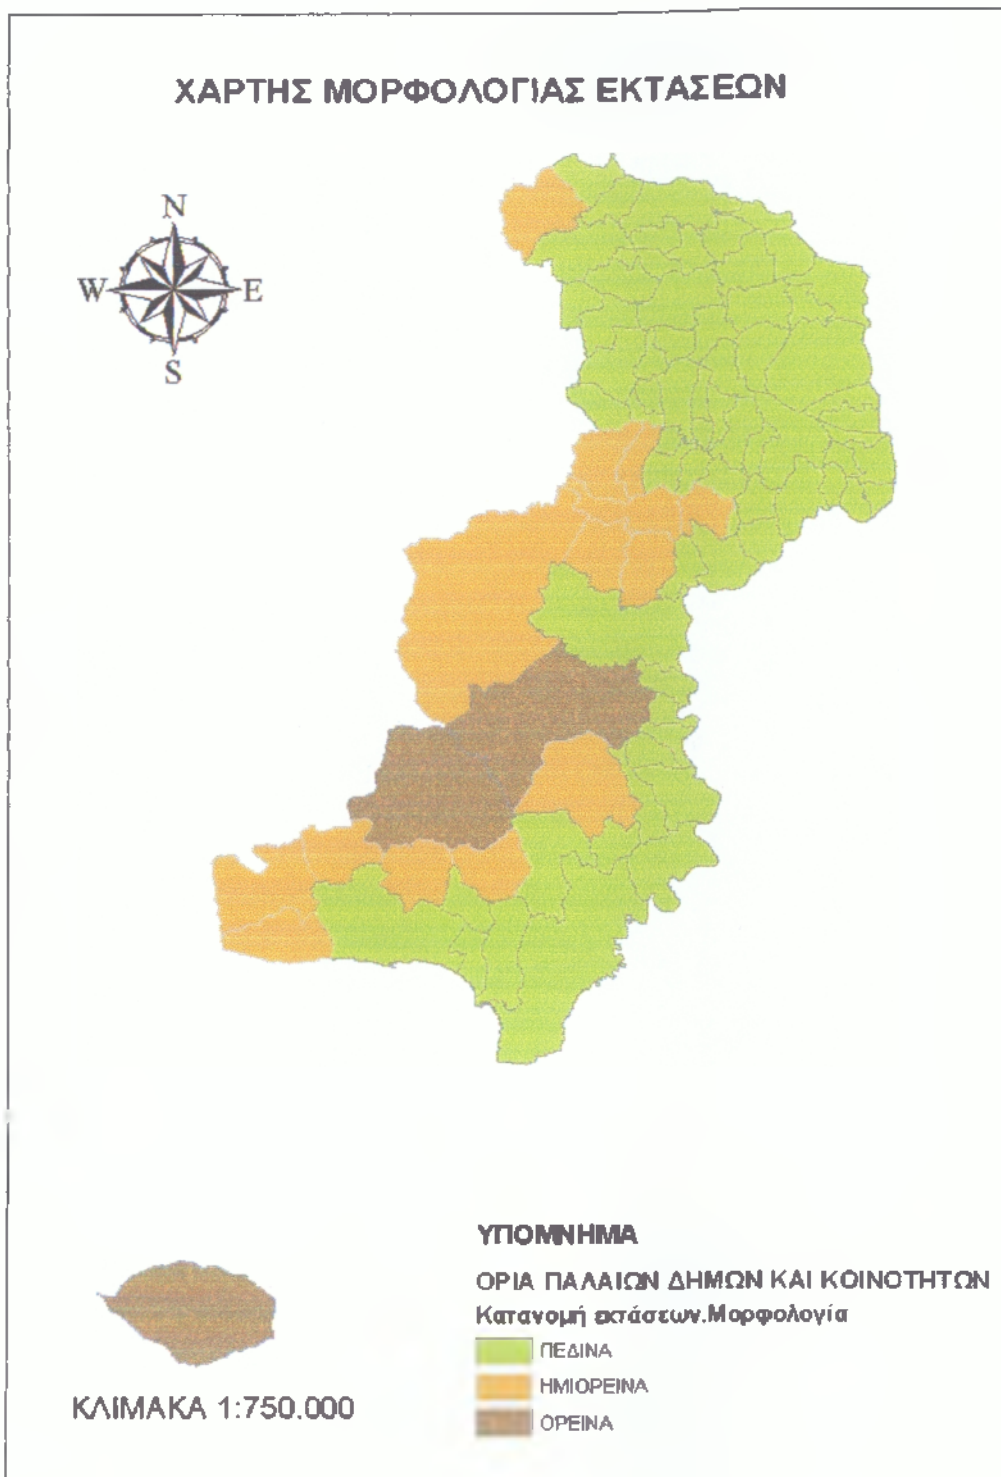 ΧΑΡΤΗΣ ΜΟΡΦΟΛΟΓΙΑΣ ΕΚΤΑΣΕΩΝ
N
W E
S
ΥΠΟΜΝΗΜΑ
ΟΡΙΑ ΠΑΛΑΙΩΝ ΔΗΜΩΝ ΚΑΙ ΚΟΙΝΟΤΗΤΩΝ
Κατανομή εκτάσεων.Μορφολογία
ΠΕΔΙΝΑ
ΗΜΙΟΡΕΙΝΑ
ΟΡΕΙΝΑ
ΚΛΙΜΑΚΑ 1:750.000